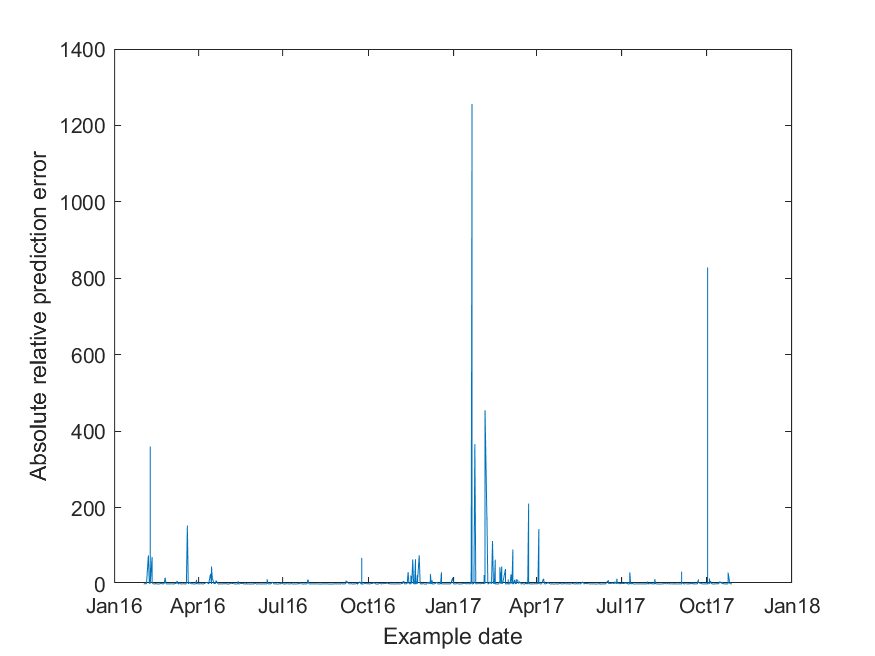 1400
1200
1000
800
600
400
200
0
Absolute relative prediction error
Jan16 Apr16 Jul16 Oct16 Jan17 Apr17 Jul17 Oct17 Jan18
Example date